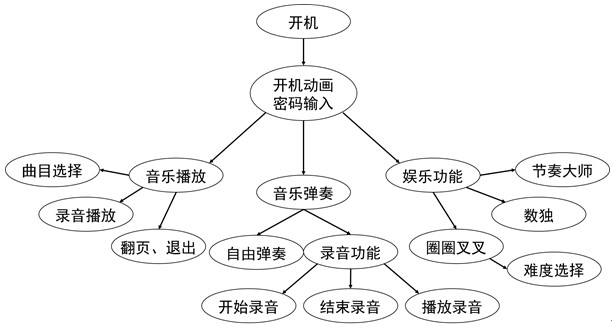 开机
开机动画
密码输入
曲目选择
音乐播放
音乐弹奏
娱乐功能
节奏大师
录音播放
数独
翻页、退出
自由弹奏
录音功能
圈圈叉叉
难度选择
开始录音
结束录音
播放录音